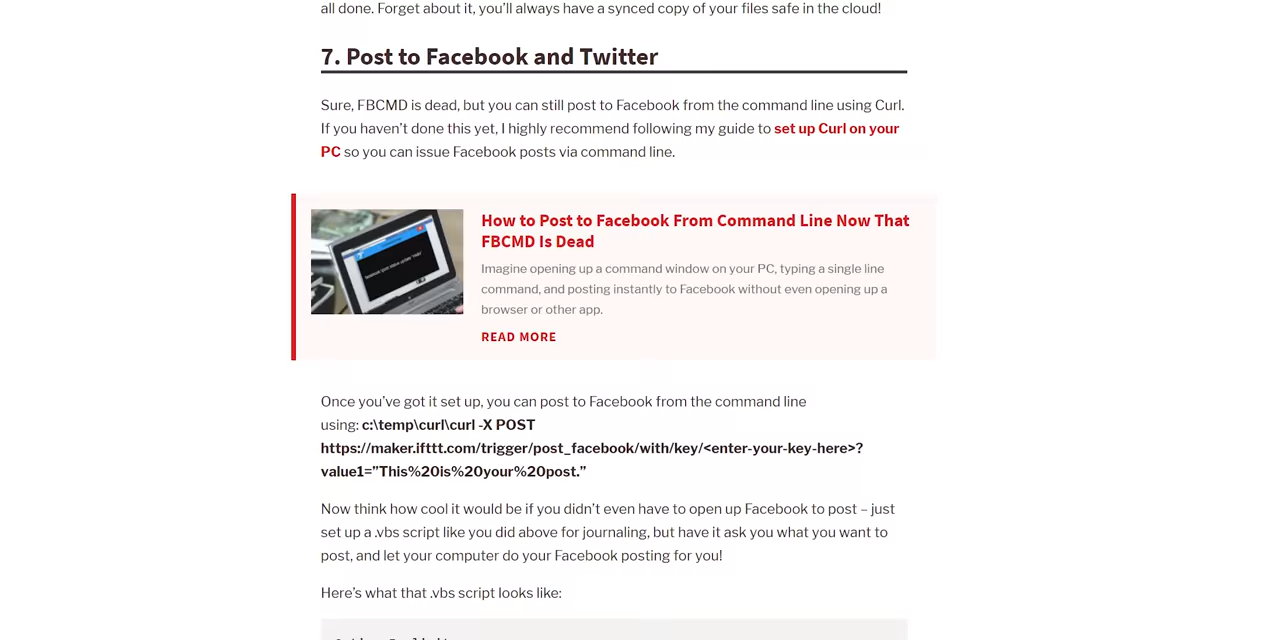 all done. Forget about it, you’ll always have a synced copy of your files safe in the cloud!
7. Post to Facebook and Twitter
Sure, FBCMD is dead, but you can still post to Facebook from the command line using Curl.
If you haven’t done this yet, I highly recommend following my guide to set up Curl on your
PC so you can issue Facebook posts via command line.
How to Post to Facebook From Command Line Now That
FBCMD Is Dead
Imagine opening up a command window on your PC, typing a single line
command, and posting instantly to Facebook without even opening up a
browser or other app.
READ MORE
Once you’ve got it set up, you can post to Facebook from the command line
using: c:\temp\curl\curl -X POST
https://maker.ifttt.com/trigger/post_facebook/with/key/<enter-your-key-here>?
value1=”This%20is%20your%20post.”
Now think how cool it would be if you didn’t even have to open up Facebook to post – just
set up a .vbs script like you did above for journaling, but have it ask you what you want to
post, and let your computer do your Facebook posting for you!
Here’s what that .vbs script looks like: